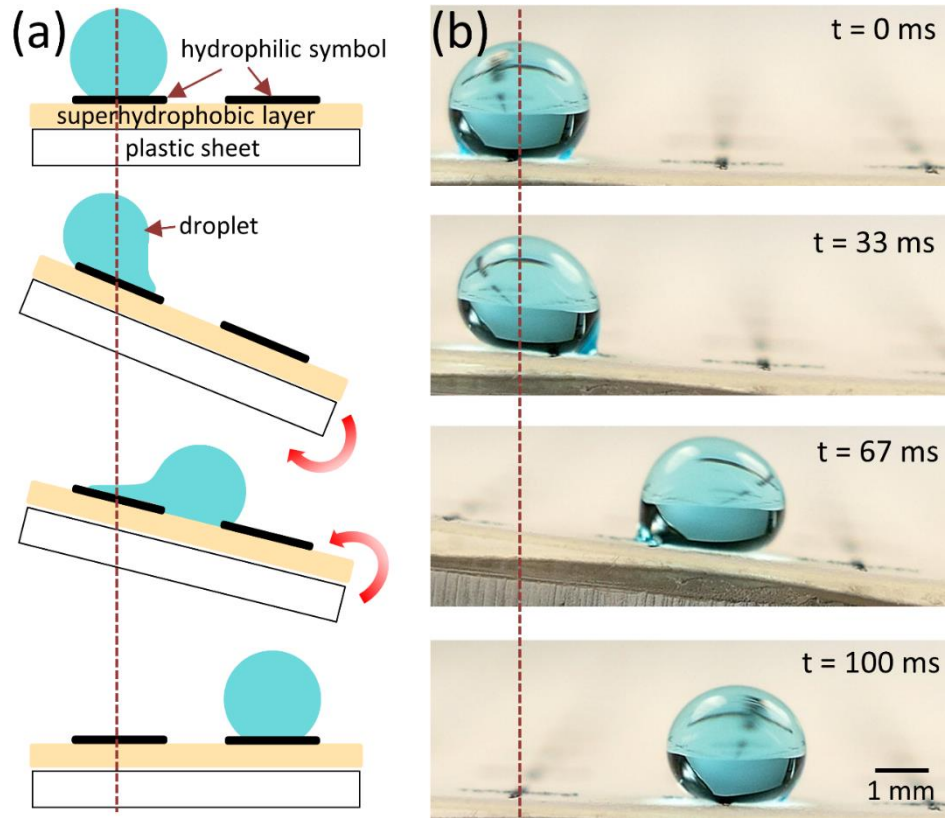 (a)
hydrophilic symbol
superhydrophobic layer
plastic sheet
droplet
(b)
t = 0 ms
t = 33 ms
t = 67 ms
t = 100 ms
1 mm